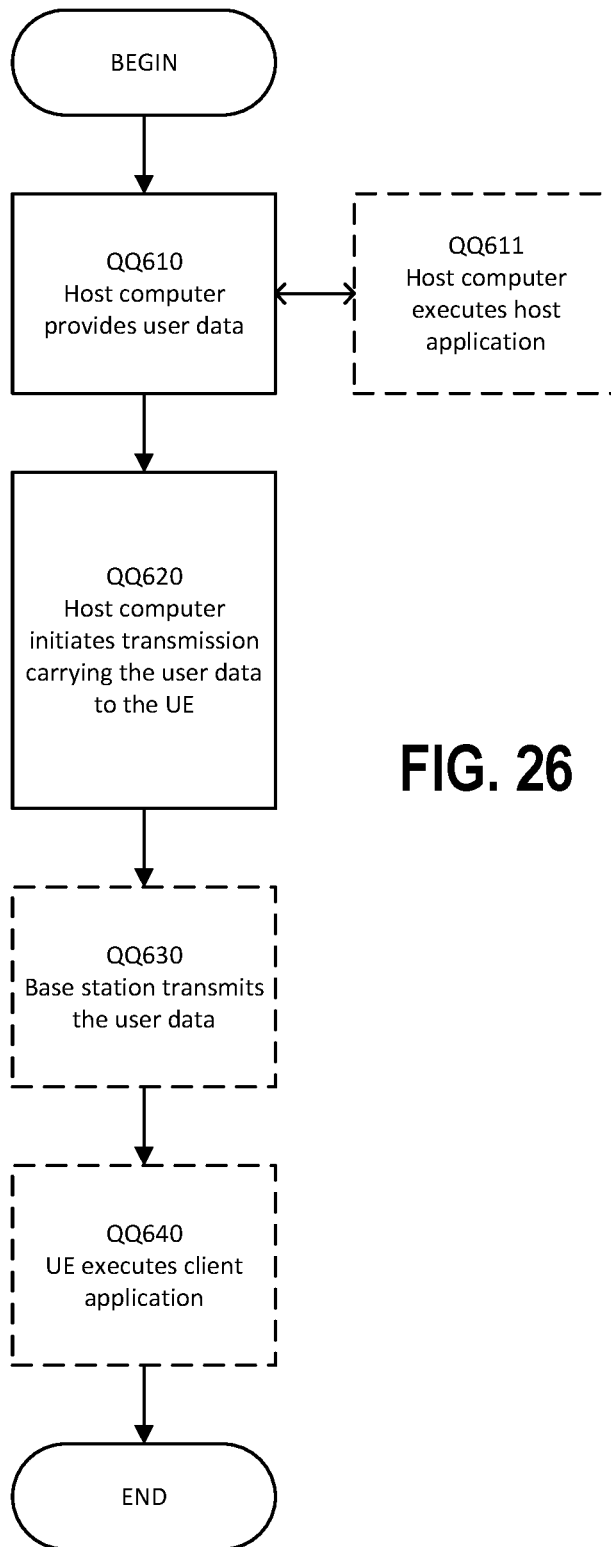 BEGIN
QQ610
Host computer
provides user data
QQ611
Host computer
executes host
application
QQ620
Host computer
initiates transmission
carrying the user data
to the UE
FIG. 26
QQ630
Base station transmits
the user data
QQ640
UE executes client
application
END